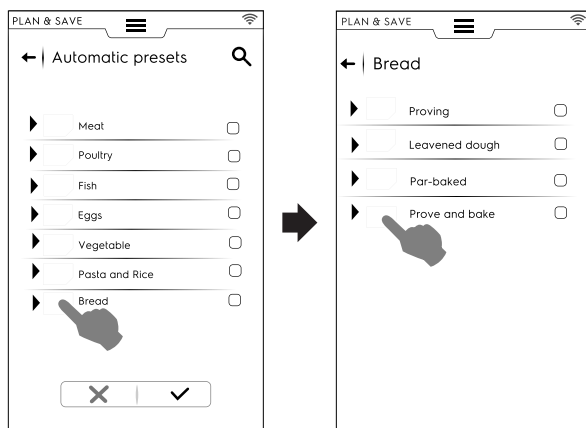 PLAN & SAVE
Automatic presets
Meat
Poultry
Fish
Eggs
Vegetable
Pasta and Rice
Bread
PLAN & SAVE
Bread
Proving
Leavened dough
Par-baked
Prove and bake